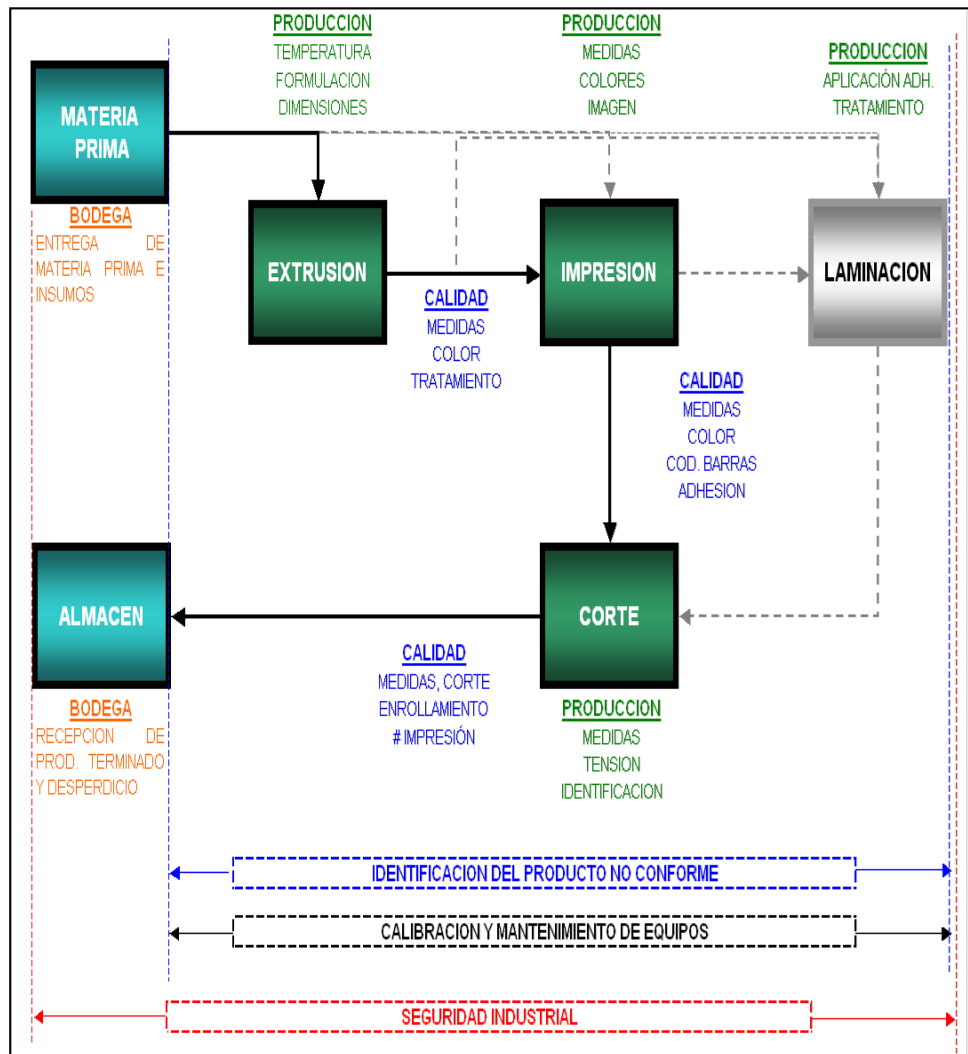 PRODUCCION
TEMPERATURA
FORMULACION
DIMENSIONES
PRODUCCION
MEDIDAS
COLORES
IMAGEN
PRODUCCION
APLICACIÓN ADH.
TRATAMIENTO
MATERIA
PRIMA
BODEGA
ENTREGA DE
MATERIA PRIMA E
INSUMOS
EXTRUSION
IMPRESION
LAMINACION
CALIDAD
MEDIDAS
COLOR
TRATAMIENTO
CALIDAD
MEDIDAS
COLOR
COD. BARRAS
ADHESION
ALMACEN
CORTE
BODEGA
RECEPCION DE
PROD. TERMINADO
Y DESPERDICIO
CALIDAD
MEDIDAS, CORTE
ENROLLAMIENTO
# IMPRESIÓN
PRODUCCION
MEDIDAS
TENSION
IDENTIFICACION
IDENTIFICACION DEL PRODUCTO NO CONFORME
CALIBRACION Y MANTENIMIENTO DE EQUIPOS
SEGURIDAD INDUSTRIAL